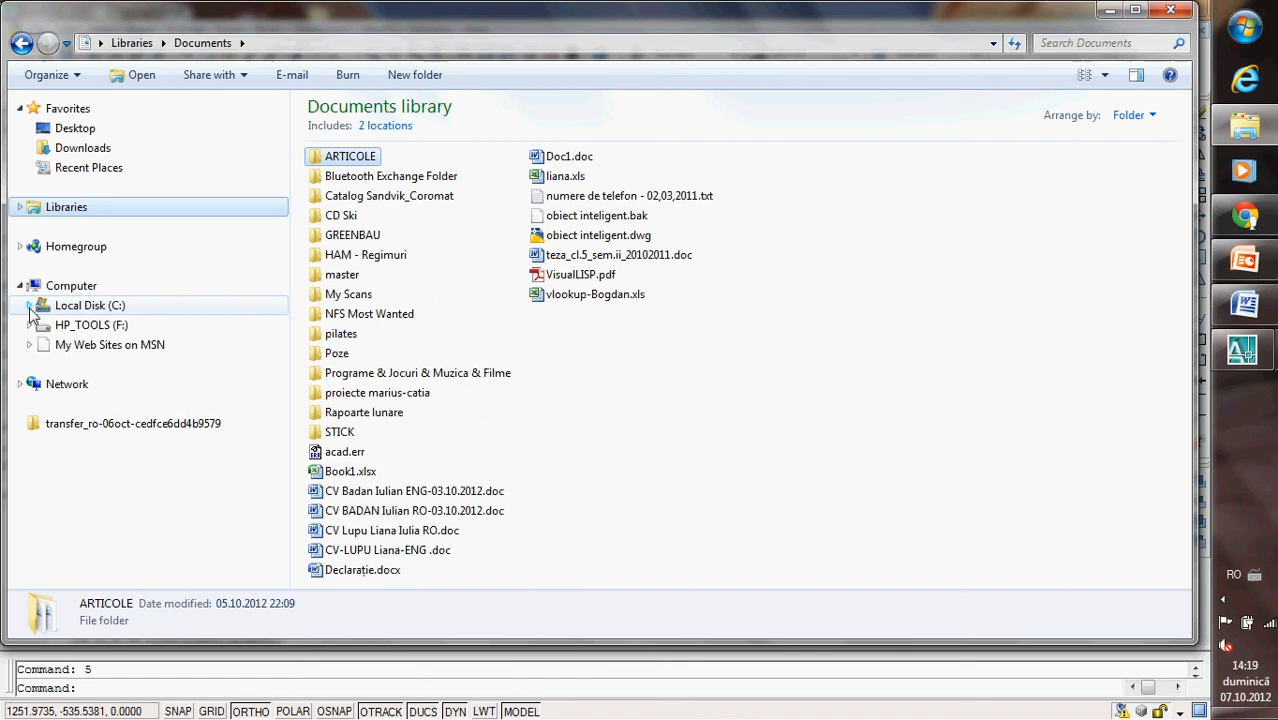 Libraries Documents
Search Documents
Organize Open Share with E-mail Burn New folder
Favorites
Desktop
Downloads
Recent Places
Libraries
Homegroup
Computer
Local Disk (C:)
HP_TOOLS (F:)
My Web Sites on MSN
Network
transfer_ro-06oct-cedfce6dd4b9579
Documents library
Includes: 2 locations
Arrange by: Folder
ARTICOLE
Bluetooth Exchange Folder
Catalog Sandvik_Coromat
CD Ski
GREENBAU
HAM - Regimuri
master
My Scans
NFS Most Wanted
pilates
Poze
Programe & Jocuri & Muzica & Filme
proiecte marius-catia
Rapoarte lunare
STICK
acad.err
Book1.xlsx
CV Badan Iulian ENG-03.10.2012.doc
CV BADAN Iulian RO-03.10.2012.doc
CV Lupu Liana Iulia RO.doc
CV-LUPU Liana-ENG .doc
Declarație.docx
Doc1.doc
liana.xls
numere de telefon - 02,03,2011.txt
obiect inteligent.bak
obiect inteligent.dwg
teza_cl.5_sem.ii_20102011.doc
VisualLISP.pdf
vlookup-Bogdan.xls
ARTICOLE Date modified: 05.10.2012 22:09
File folder
Command: 5
Command:
1251.9735, -535.5381, 0.0000 SNAP GRID ORTHO POLAR OSNAP OTRACK DUCS DYN LWT MODEL
RO
14:19
duminică
07.10.2012